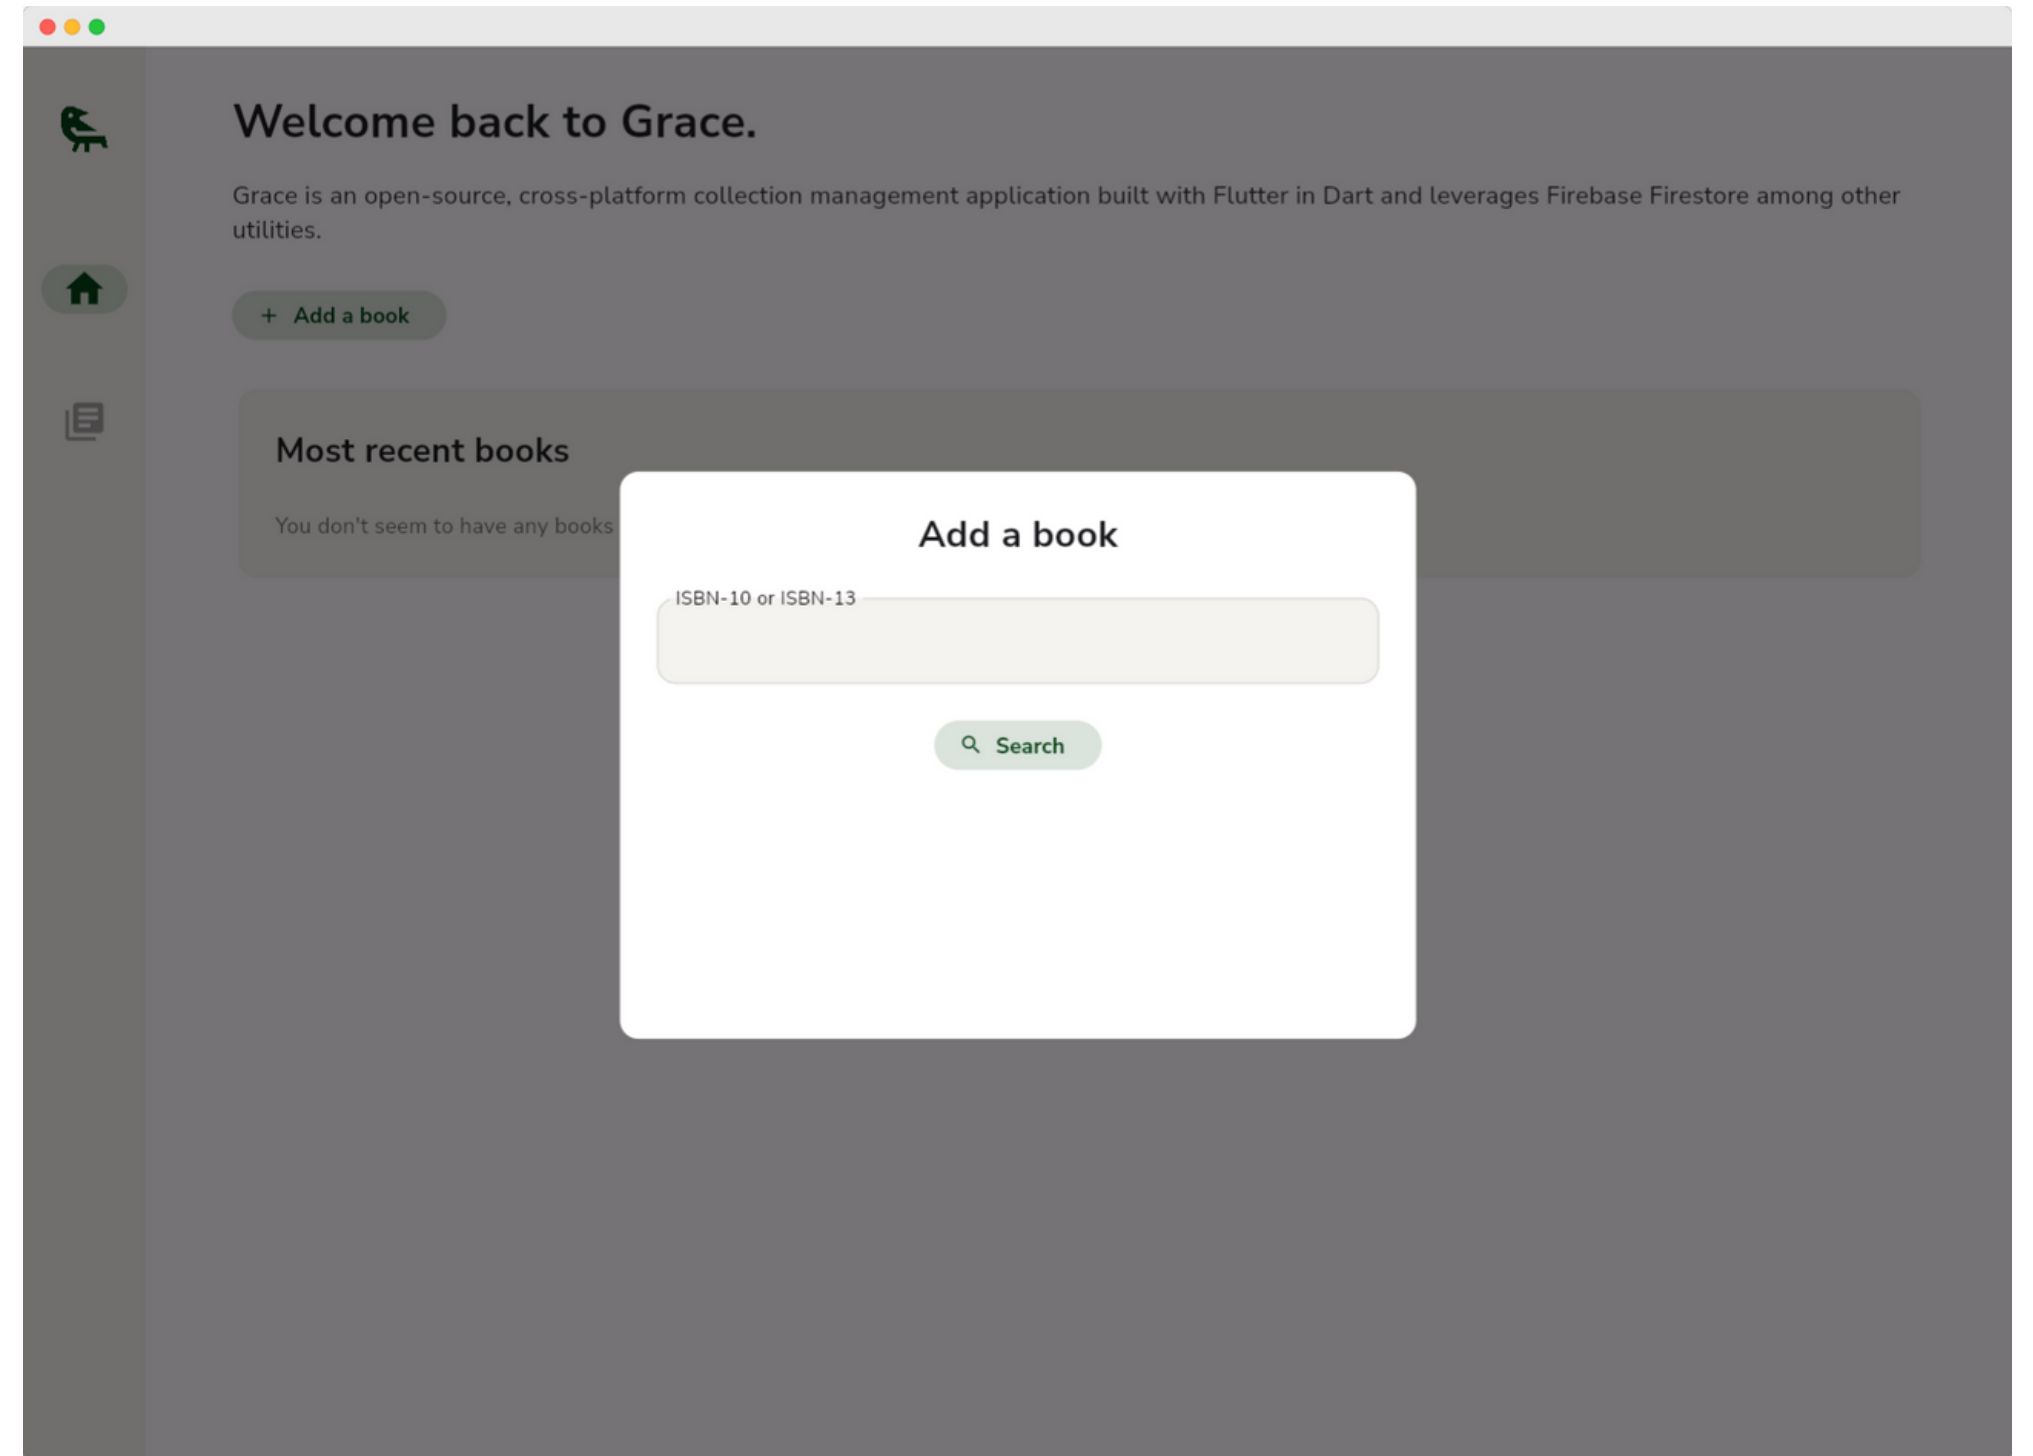 Welcome back to Grace.
Grace is an open-source, cross-platform collection management application built with Flutter in Dart and leverages Firebase Firestore among other
utilities.
+ Add a book
Most recent books
You don't seem to have any books
Add a book
ISBN-10 or ISBN-13
Search